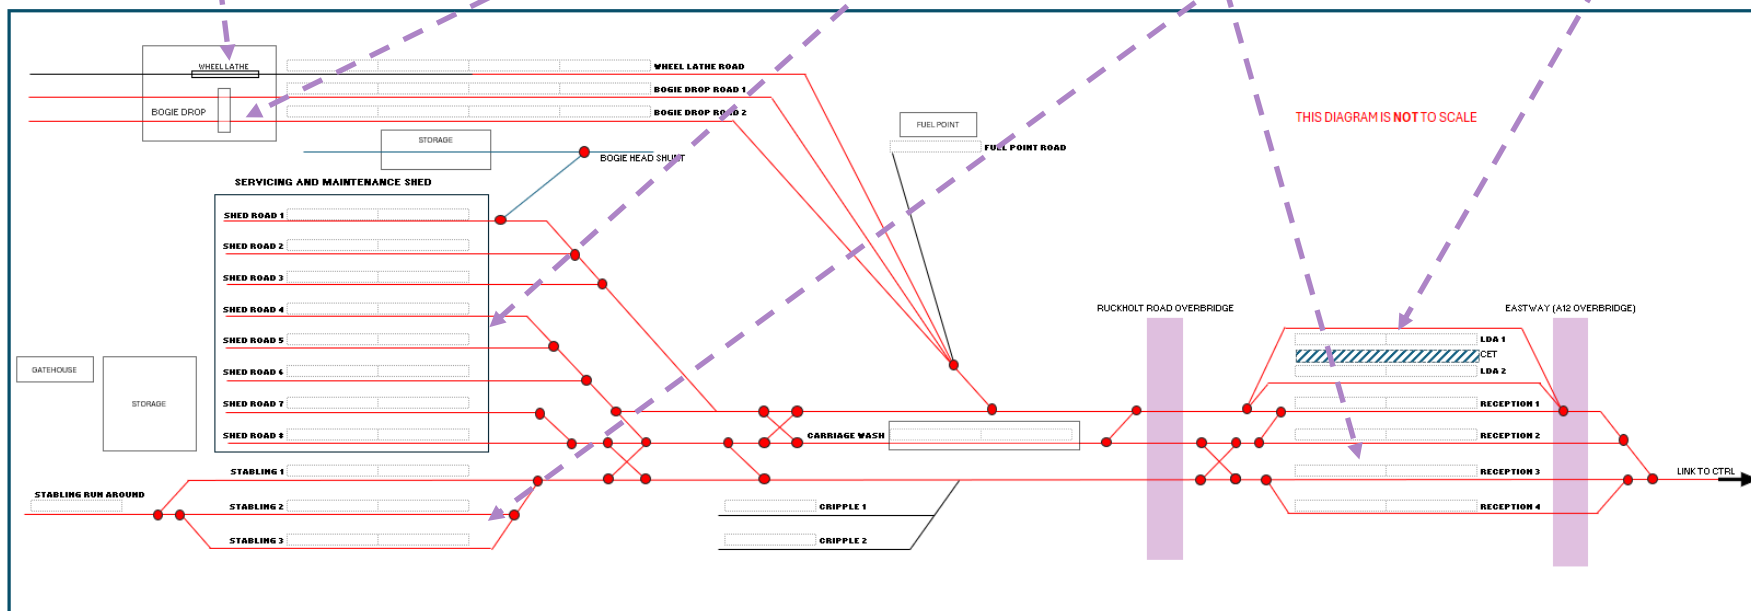 WHEEL LATHE
WHEEL LATHE ROAD
BOGIE DROP ROAD 1
BOGIE DROP
BOGIE DROP ROAD 2
THIS DIAGRAM IS NOT TO SCALE
FUEL POINT
STORAGE
FUEL POINT ROAD
BOGIE HEAD SHUNT
SERVICING AND MAINTENANCE SHED
SHED ROAD 1
SHED ROAD 2
SHED ROAD 3
SHED ROAD 4
RUCKHOLT ROAD OVERBRIDGE
EASTWAY (A12 OVERBRIDGE)
SHED ROAD 5
LDA 1
CET
GATEHOUSE
SHED ROAD 6
LDA 2
STORAGE
SHED ROAD 7
RECEPTION 1
SHED ROAD 8
CARRIAGE WASH
RECEPTION 2
STABLING 1
RECEPTION 3
LINK TO CTRL
STABLING RUN AROUND
STABLING 2
CRIPPLE 1
RECEPTION 4
STABLING 3
CRIPPLE 2